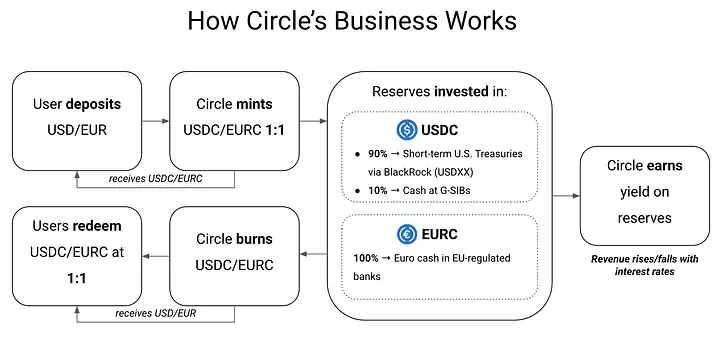 How Circle's Business Works
User deposits
USD/EUR
Circle mints
USDC/EURC 1:1
receives USDC/EURC
Reserves invested in:
USDC
● 90% → Short-term U.S. Treasuries
via BlackRock (USDXX)
● 10% → Cash at G-SIBs
EURC
100% → Euro cash in EU-regulated
banks
Circle earns
yield on
reserves
Revenue rises/falls with
interest rates
Users redeem
USDC/EURC at
1:1
Circle burns
USDC/EURC
receives USD/EUR